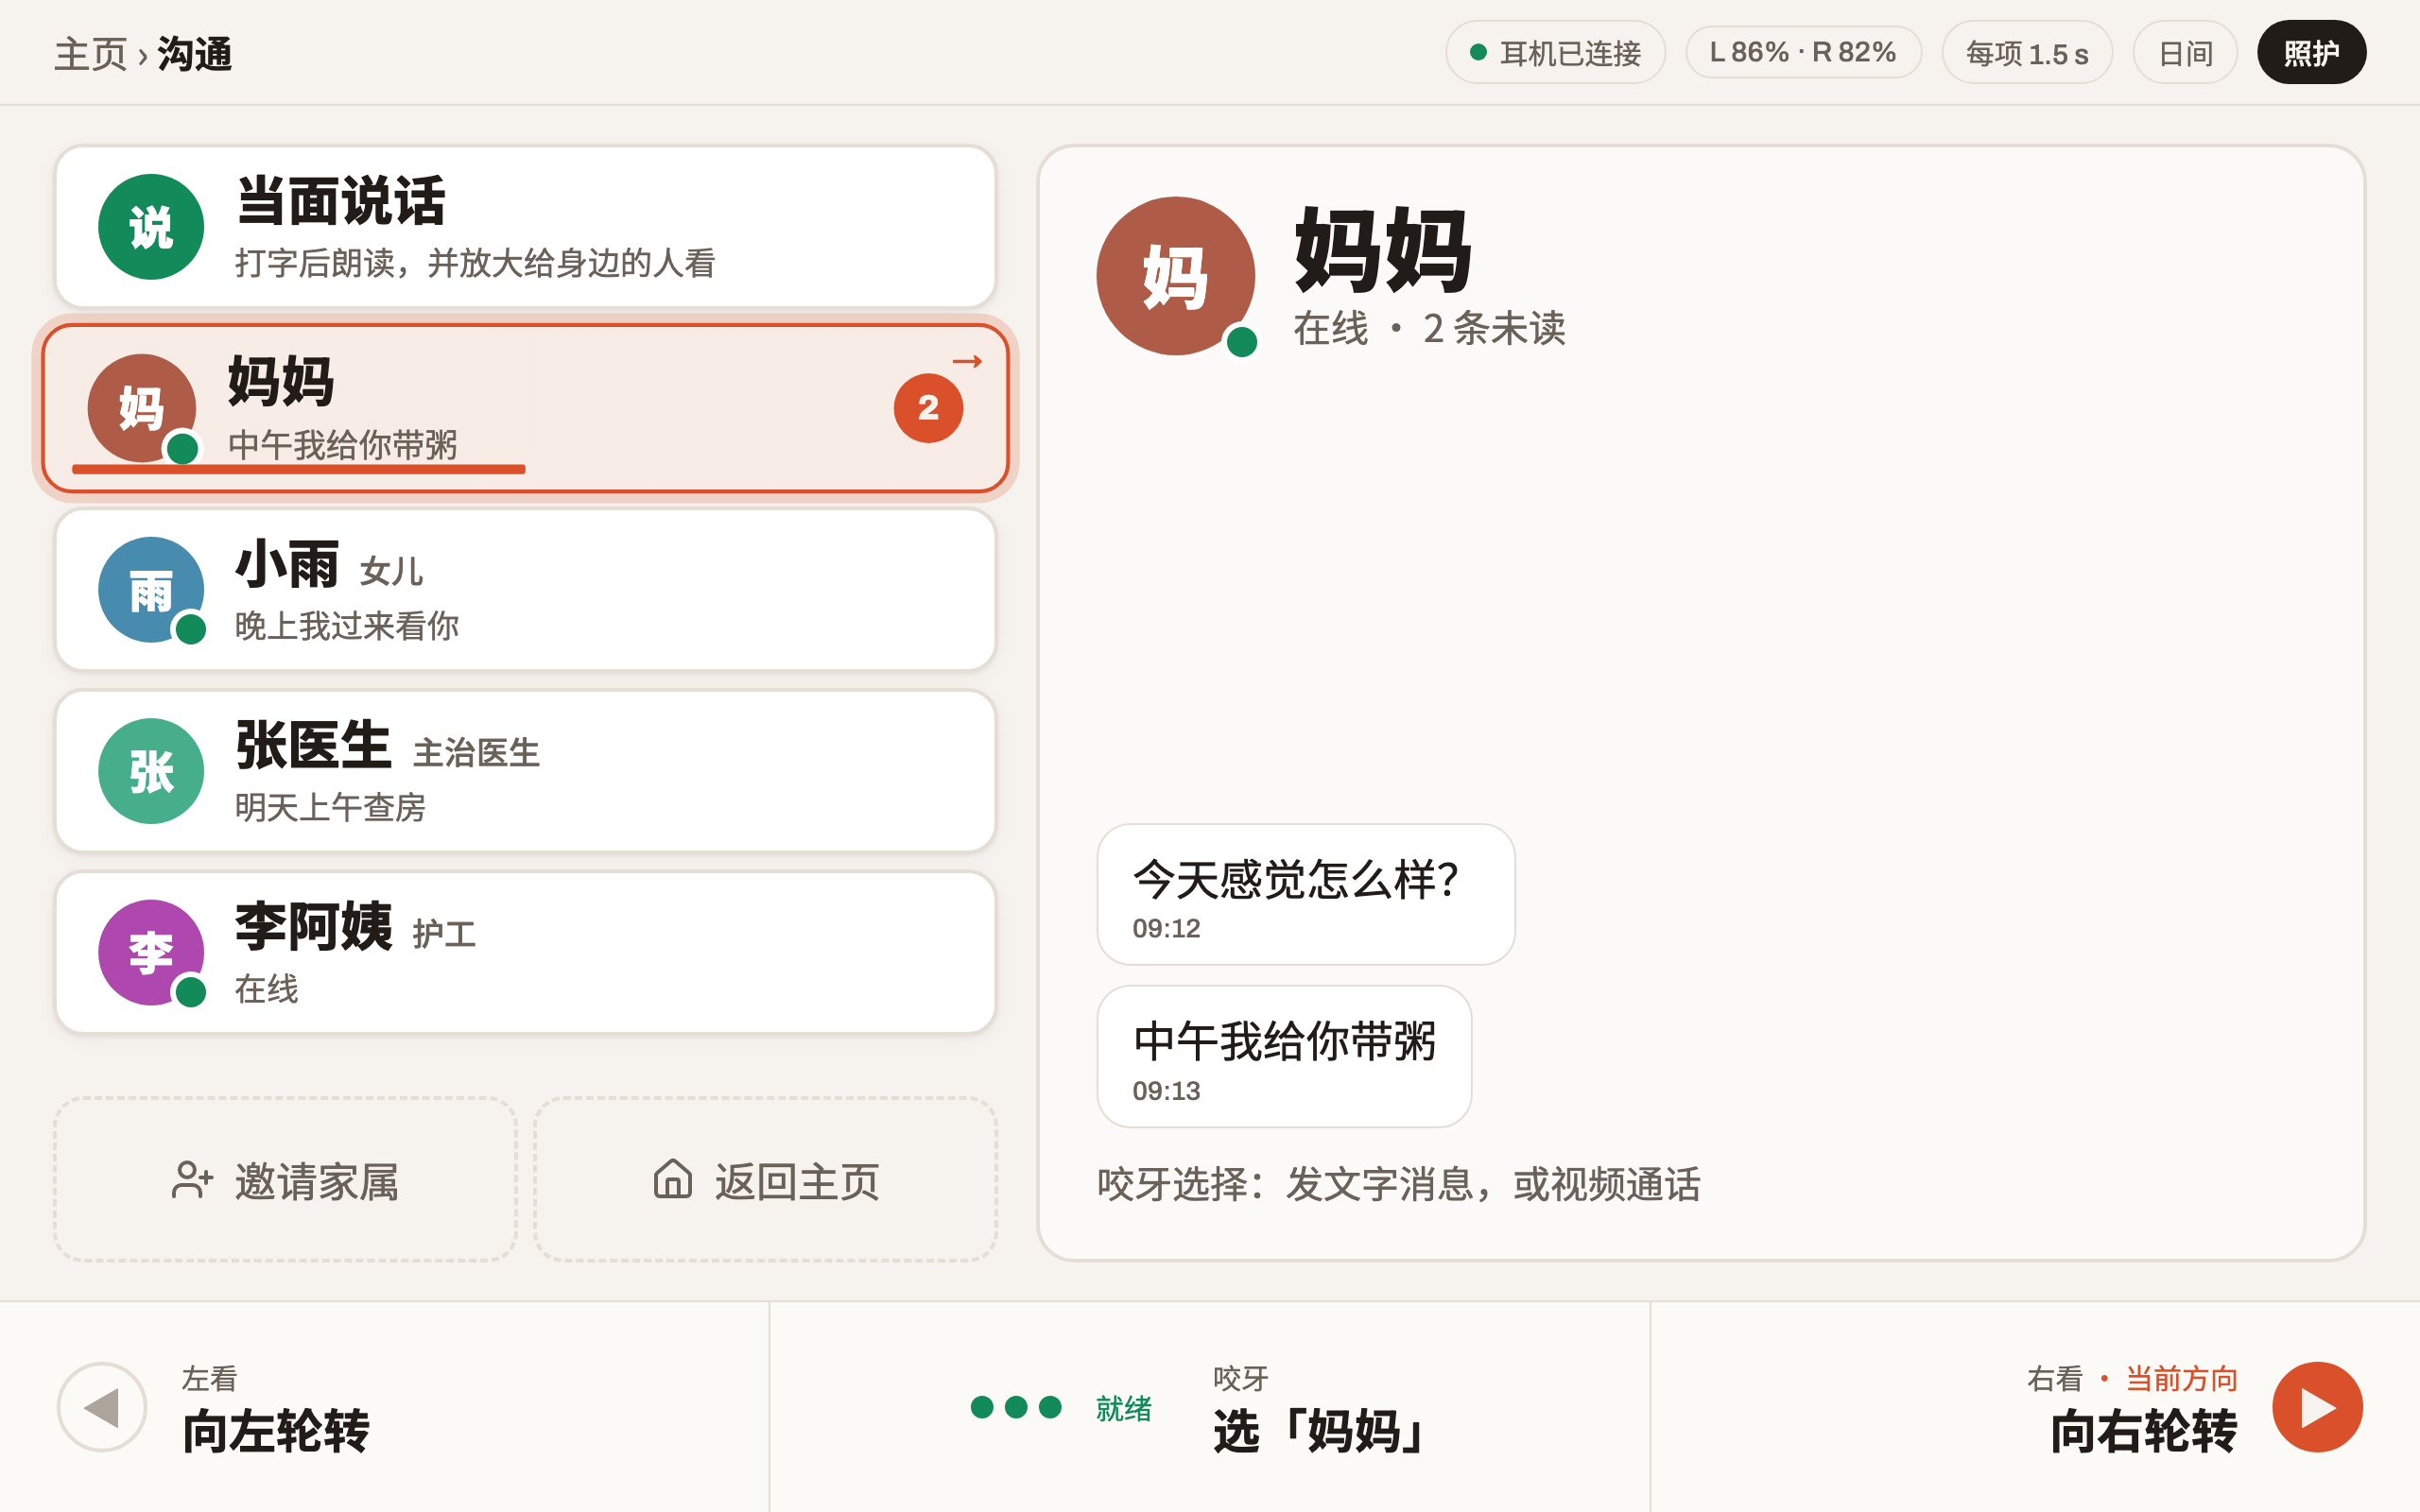 主页 › 沟通
耳机已连接
L 86% · R 82%
每项 1.5 s
日间
照护
说
当面说话
打字后朗读，并放大给身边的人看
妈
妈妈
中午我给你带粥
→
2
雨
小雨 女儿
晚上我过来看你
张
张医生 主治医生
明天上午查房
李
李阿姨 护工
在线
邀请家属
返回主页
妈
妈妈
在线 · 2 条未读
今天感觉怎么样？
09:12
中午我给你带粥
09:13
咬牙选择：发文字消息，或视频通话
左看
向左轮转
就绪
咬牙
选「妈妈」
右看 · 当前方向
向右轮转